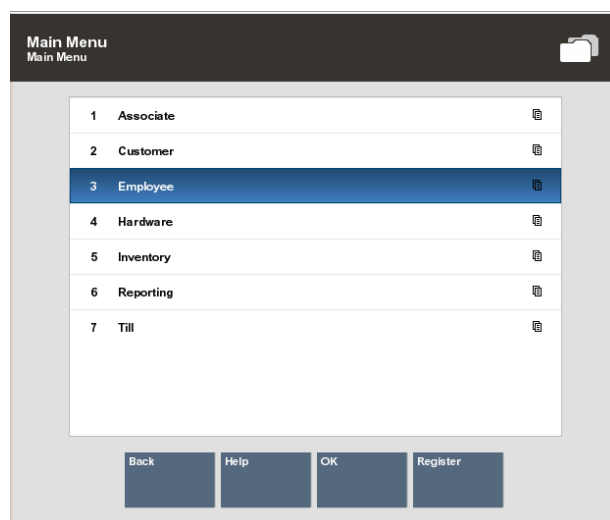 Main Menu
Main Menu
1 Associate
2 Customer
3 Employee
4 Hardware
5 Inventory
6 Reporting
7 Till
Back Help OK Register